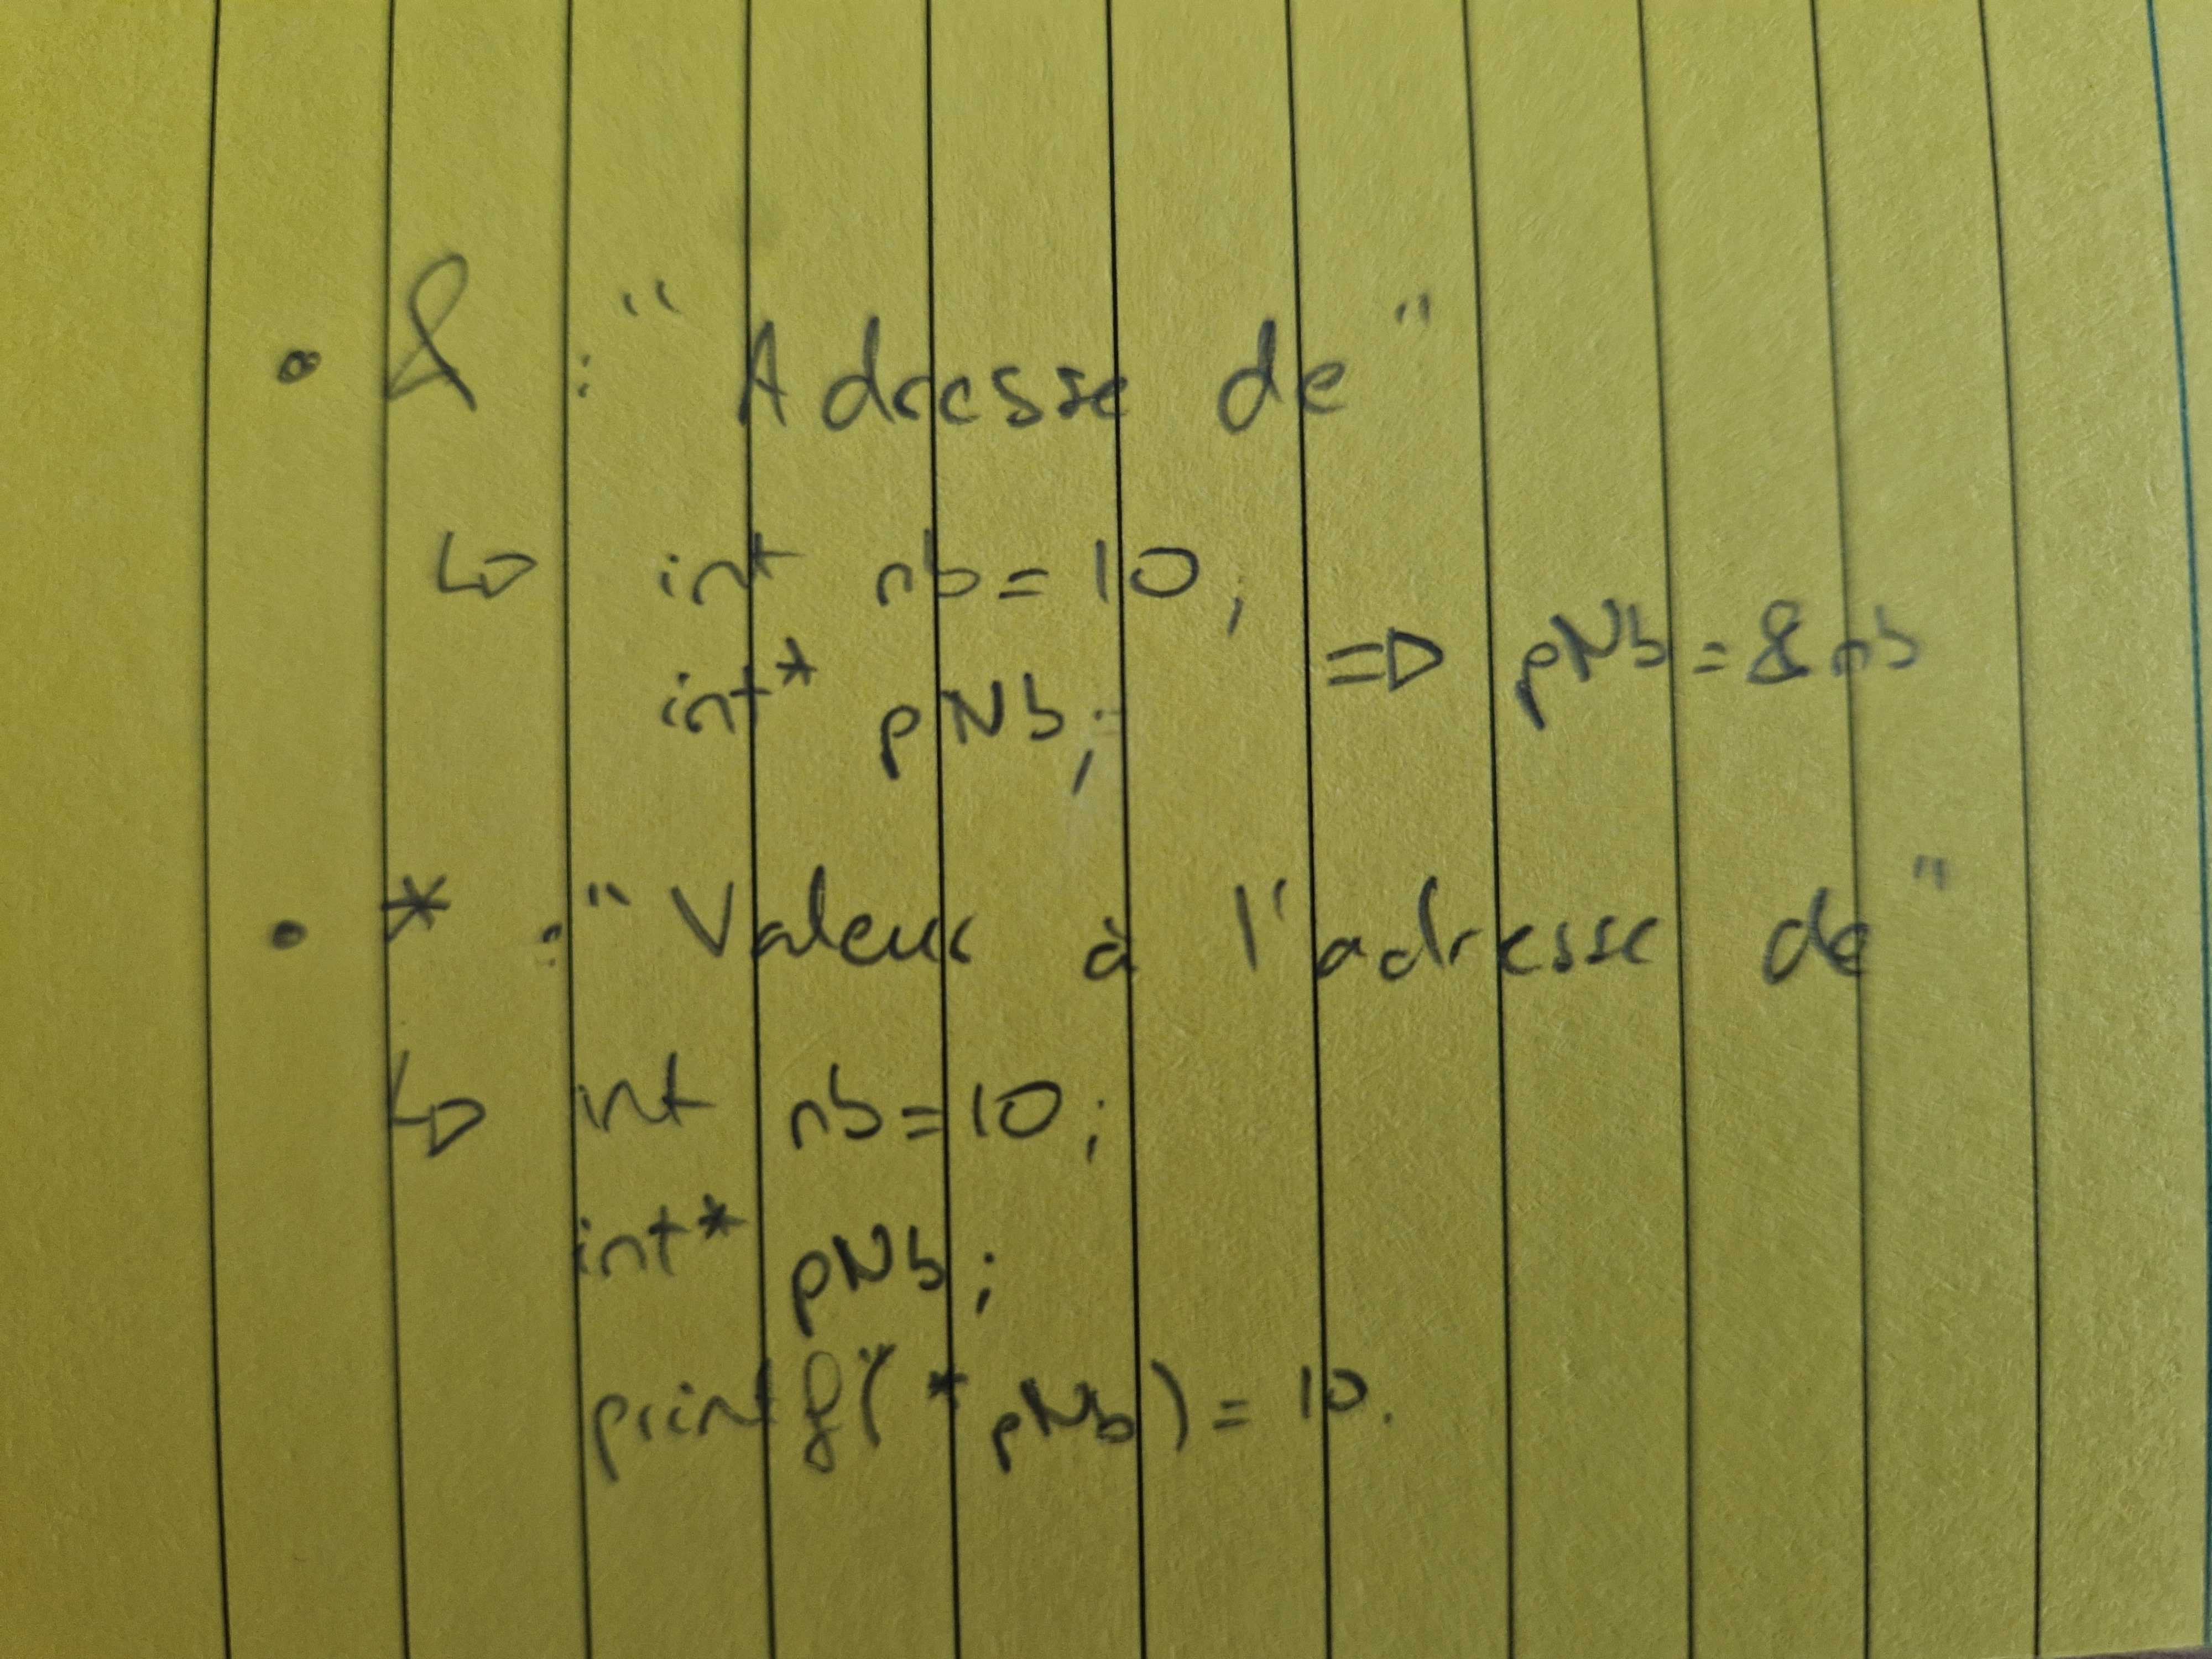 • & : " Adresse de "
↳ int nb = 10;
int* pNb; => pNb = &nb
• * : " Valeur à l'adresse de "
↳ int nb = 10;
int* pNb;
printf(*pNb) = 10.